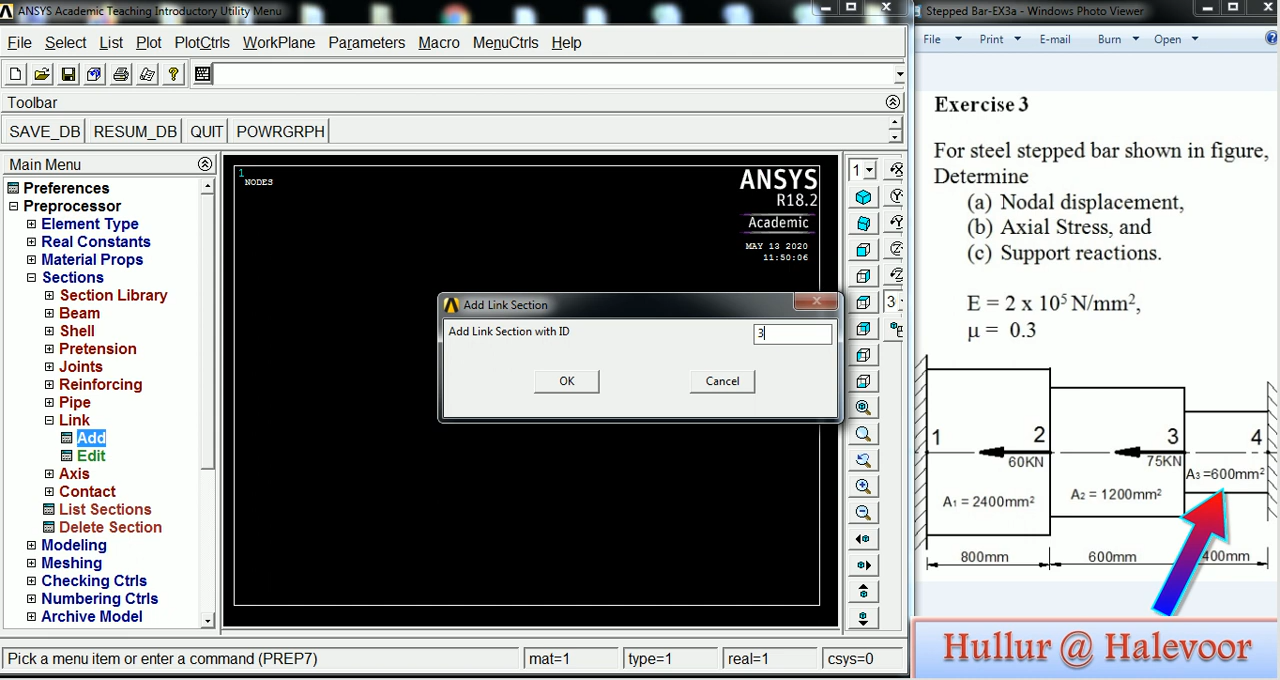 ANSYS Academic Teaching Introductory Utility Menu
File Select List Plot PlotCtrls WorkPlane Parameters Macro MenuCtrls Help
Toolbar
SAVE_DB RESUM_DB QUIT POWRGRPH
Main Menu
Preferences
Preprocessor
Element Type
Real Constants
Material Props
Sections
Section Library
Beam
Shell
Pretension
Joints
Reinforcing
Pipe
Link
Add
Edit
Axis
Contact
List Sections
Delete Section
Modeling
Meshing
Checking Ctrls
Numbering Ctrls
Archive Model
1
NODES
ANSYS
R18.2
Academic
MAY 13 2020
11:50:06
Add Link Section
Add Link Section with ID 3
OK Cancel
1
3
Pick a menu item or enter a command (PREP7) mat=1 type=1 real=1 csys=0
Stepped Bar-EX3a - Windows Photo Viewer
File Print E-mail Burn Open
Exercise 3
For steel stepped bar shown in figure,
Determine
(a) Nodal displacement,
(b) Axial Stress, and
(c) Support reactions.
E = 2 x 10⁵ N/mm²,
μ = 0.3
1 2 3 4
60KN 75KN
A₁ = 2400mm² A₂ = 1200mm² A₃ =600mm²
800mm 600mm 400mm
Hullur @ Halevoor